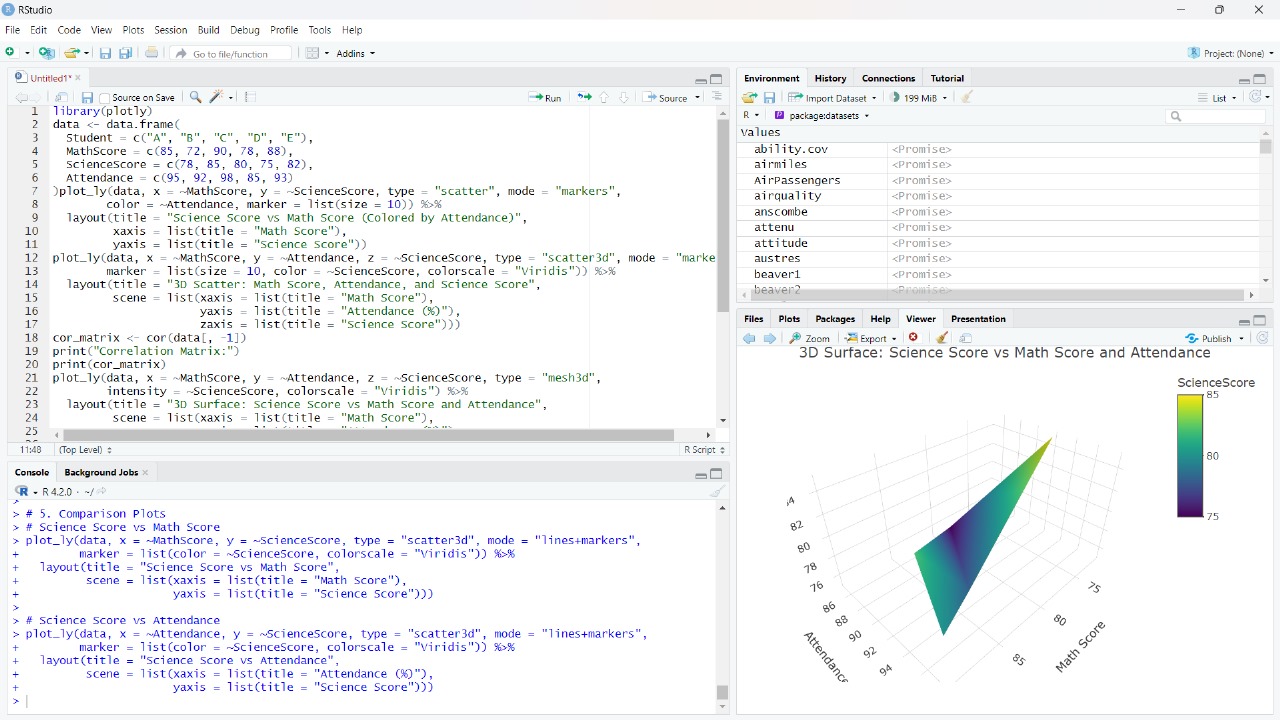 RStudio
File Edit Code View Plots Session Build Debug Profile Tools Help
Go to file/function Addins Project: (None)
Untitled1*
Source on Save Run Source
1 library(plotly)
2 data <- data.frame(
3 Student = c("A", "B", "C", "D", "E"),
4 MathScore = c(85, 72, 90, 78, 88),
5 ScienceScore = c(78, 85, 80, 75, 82),
6 Attendance = c(95, 92, 98, 85, 93)
7 )plot_ly(data, x = ~MathScore, y = ~ScienceScore, type = "scatter", mode = "markers",
8 color = ~Attendance, marker = list(size = 10)) %>%
9 layout(title = "Science Score vs Math Score (Colored by Attendance)",
10 xaxis = list(title = "Math Score"),
11 yaxis = list(title = "Science Score"))
12 plot_ly(data, x = ~MathScore, y = ~Attendance, z = ~ScienceScore, type = "scatter3d", mode = "marke
13 marker = list(size = 10, color = ~ScienceScore, colorscale = "Viridis")) %>%
14 layout(title = "3D Scatter: Math Score, Attendance, and Science Score",
15 scene = list(xaxis = list(title = "Math Score"),
16 yaxis = list(title = "Attendance (%)"),
17 zaxis = list(title = "Science Score")))
18 cor_matrix <- cor(data[, -1])
19 print("Correlation Matrix:")
20 print(cor_matrix)
21 plot_ly(data, x = ~MathScore, y = ~Attendance, z = ~ScienceScore, type = "mesh3d",
22 intensity = ~ScienceScore, colorscale = "Viridis") %>%
23 layout(title = "3D Surface: Science Score vs Math Score and Attendance",
24 scene = list(xaxis = list(title = "Math Score"),
25
11:48 (Top Level) R Script
Console Background Jobs
R 4.2.0 · ~/
>
> # 5. Comparison Plots
> # Science Score vs Math Score
> plot_ly(data, x = ~MathScore, y = ~ScienceScore, type = "scatter3d", mode = "lines+markers",
+ marker = list(color = ~ScienceScore, colorscale = "Viridis")) %>%
+ layout(title = "Science Score vs Math Score",
+ scene = list(xaxis = list(title = "Math Score"),
+ yaxis = list(title = "Science Score")))
>
> # Science Score vs Attendance
> plot_ly(data, x = ~Attendance, y = ~ScienceScore, type = "scatter3d", mode = "lines+markers",
+ marker = list(color = ~ScienceScore, colorscale = "Viridis")) %>%
+ layout(title = "Science Score vs Attendance",
+ scene = list(xaxis = list(title = "Attendance (%)"),
+ yaxis = list(title = "Science Score")))
>
Environment History Connections Tutorial
Import Dataset 199 MiB List
R package:datasets
Values
ability.cov <Promise>
airmiles <Promise>
AirPassengers <Promise>
airquality <Promise>
anscombe <Promise>
attenu <Promise>
attitude <Promise>
austres <Promise>
beaver1 <Promise>
beaver2 <Promise>
Files Plots Packages Help Viewer Presentation
Zoom Export Publish
3D Surface: Science Score vs Math Score and Attendance
ScienceScore
85
80
75
82
80
78
76
86
88
90
92
94
Attendance
75
80
85
Math Score